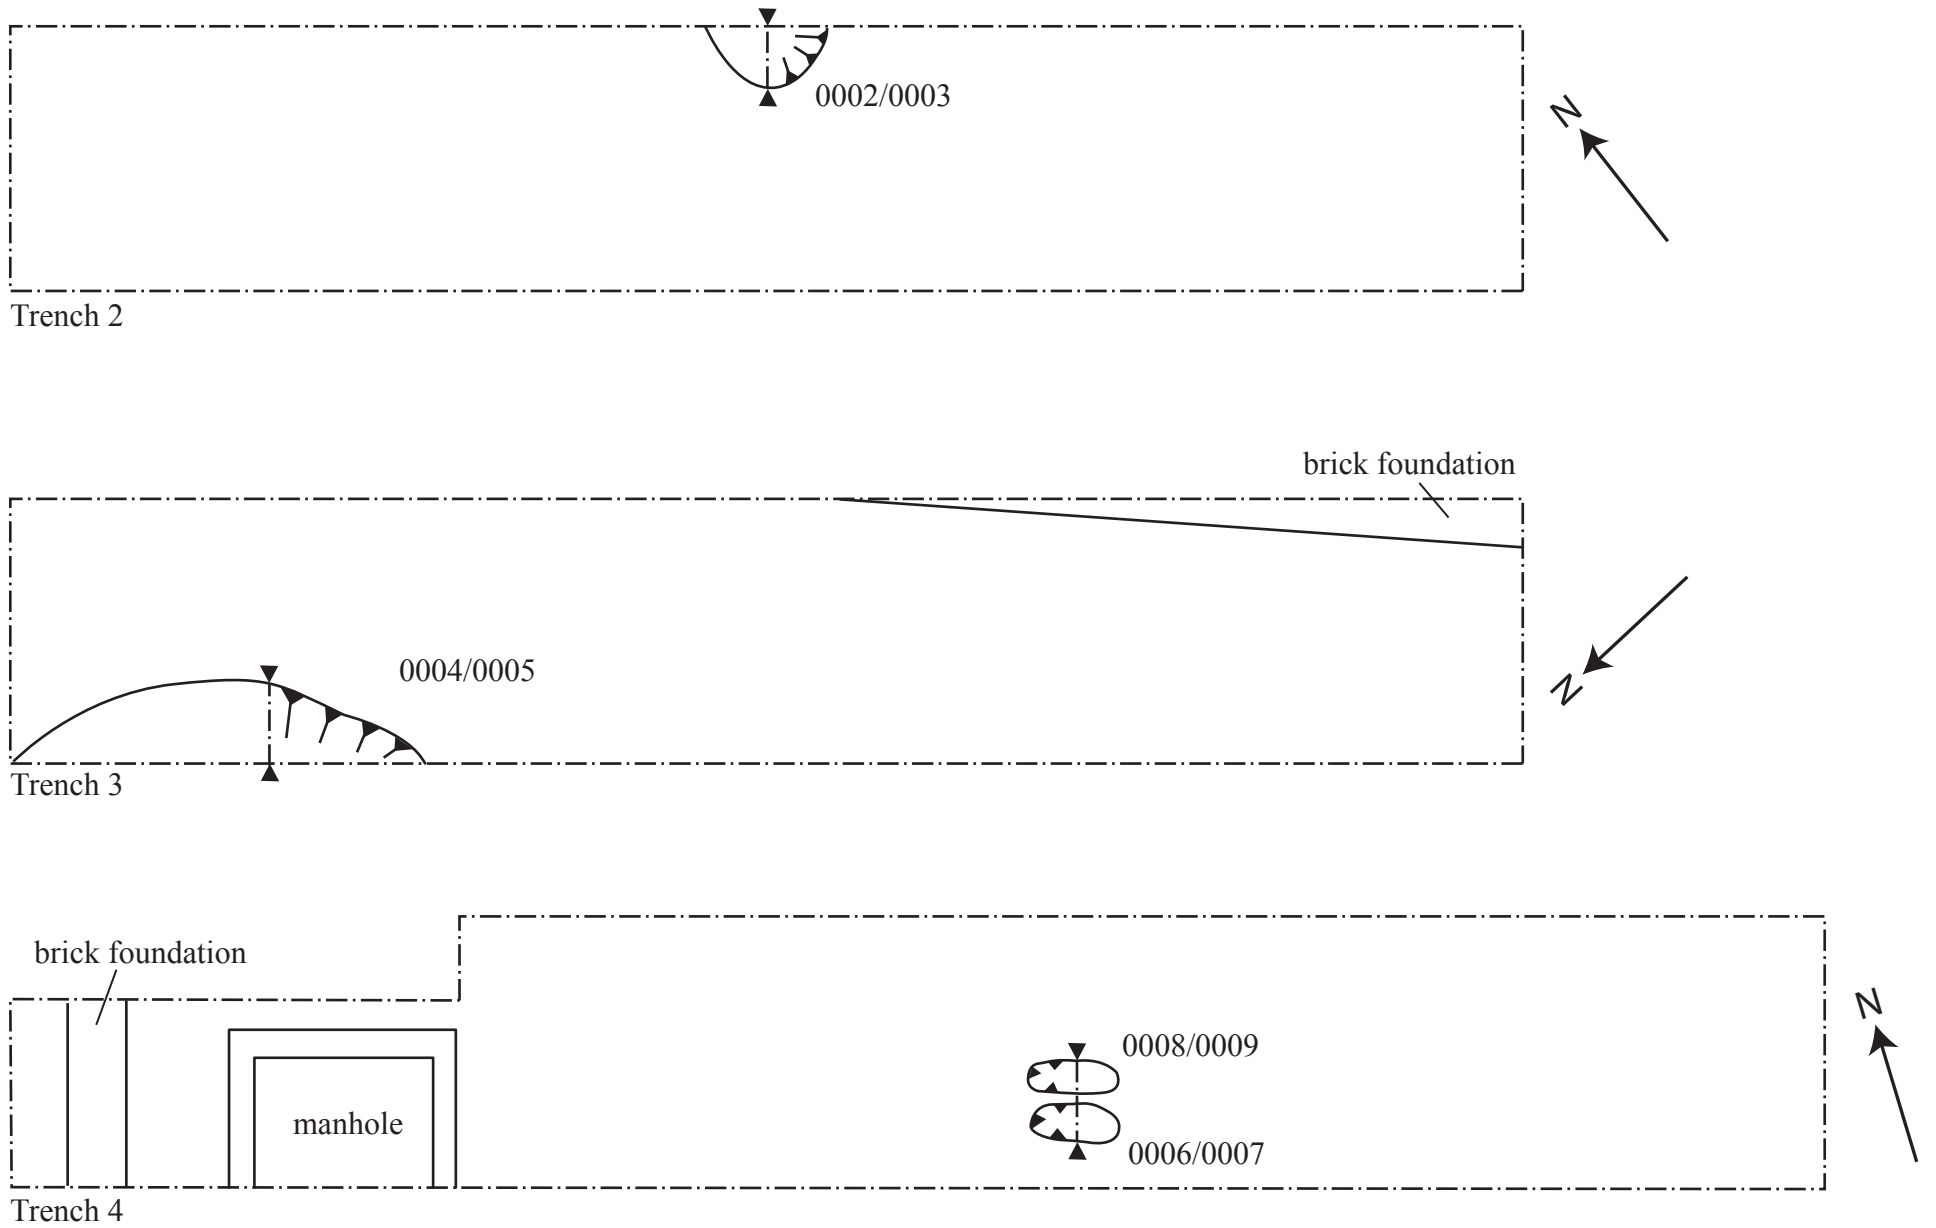 0002/0003
N
Trench 2
brick foundation
0004/0005
N
Trench 3
brick foundation
N
0008/0009
manhole
0006/0007
Trench 4